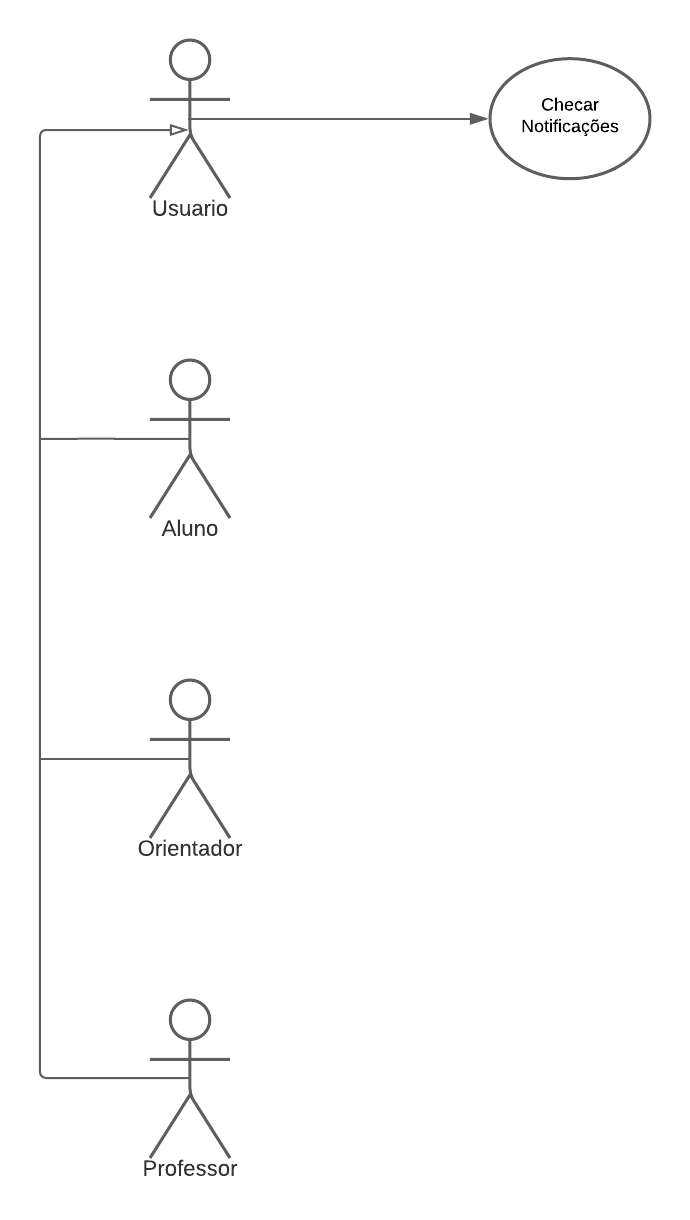 Checar
Notificações
Usuario
Aluno
Orientador
Professor